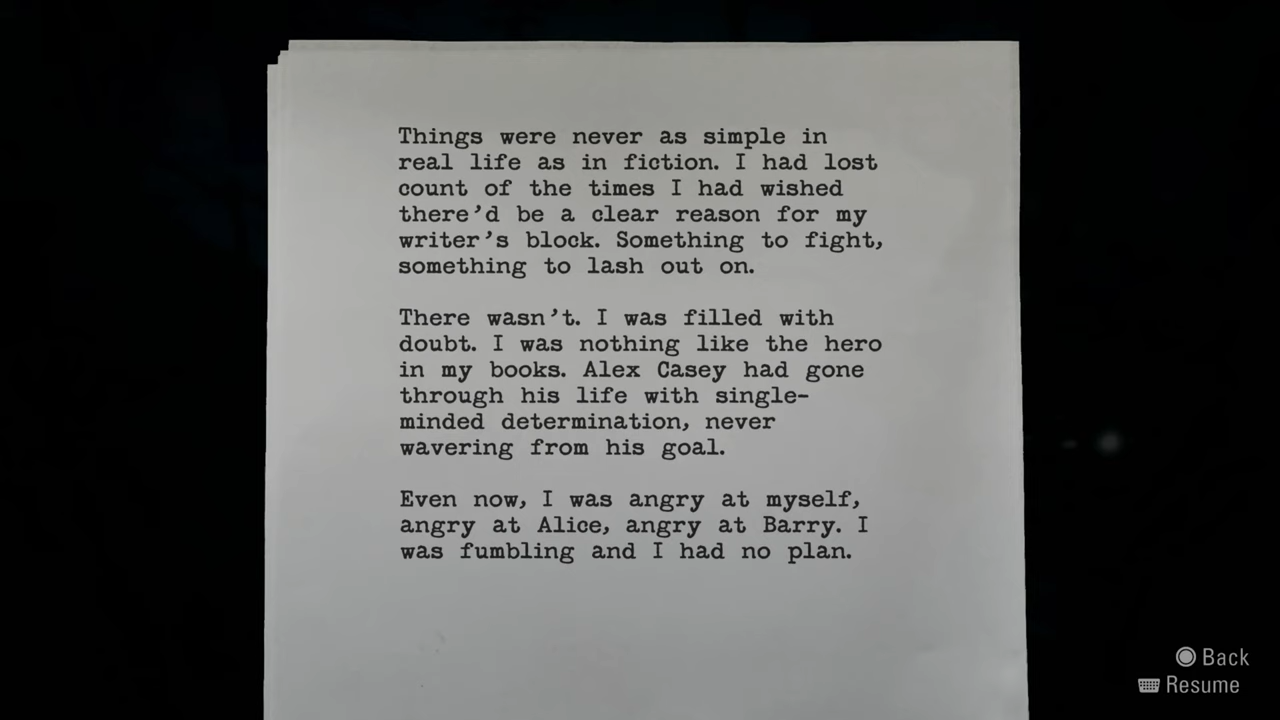 Things were never as simple in
real life as in fiction. I had lost
count of the times I had wished
there’d be a clear reason for my
writer’s block. Something to fight,
something to lash out on.
There wasn’t. I was filled with
doubt. I was nothing like the hero
in my books. Alex Casey had gone
through his life with single-
minded determination, never
wavering from his goal.
Even now, I was angry at myself,
angry at Alice, angry at Barry. I
was fumbling and I had no plan.
Back
Resume